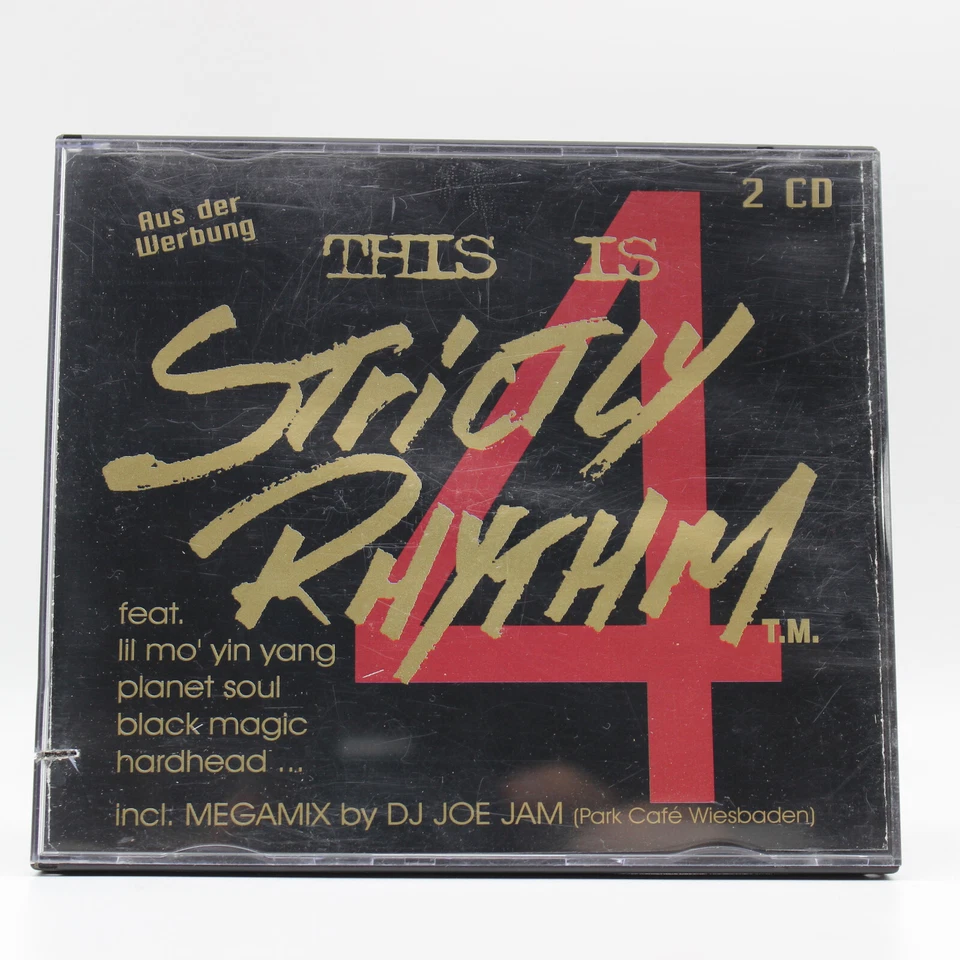 Aus der
Werbung
2 CD
THIS IS
4
Strictly
Rhythm
T.M.
feat.
lil mo' yin yang
planet soul
black magic
hardhead ...
incl. MEGAMIX by DJ JOE JAM (Park Café Wiesbaden)